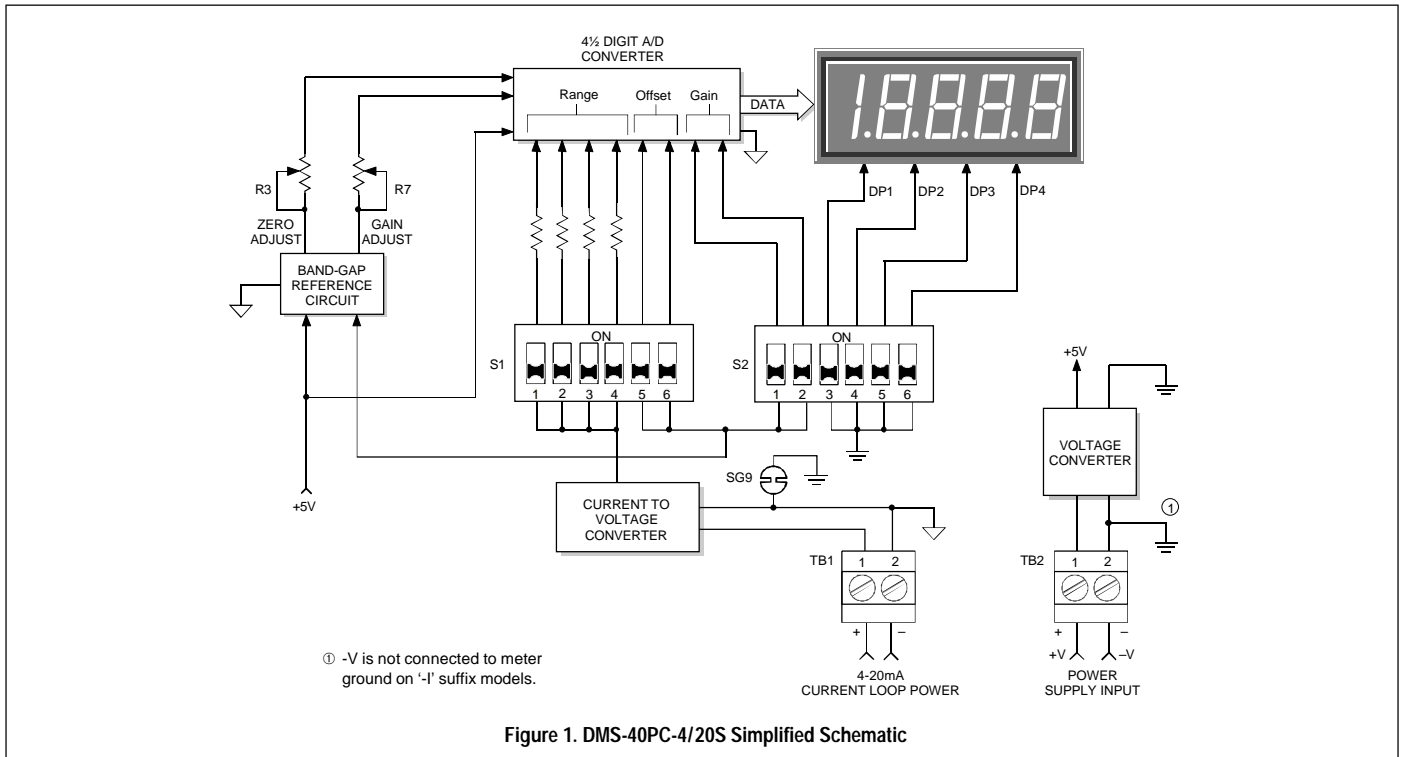 4½ DIGIT A/D
CONVERTER
Range
Offset
Gain
DATA
1.8.8.8.8
R3
R7
ZERO
ADJUST
GAIN
ADJUST
DP1
DP2
DP3
DP4
BAND-GAP
REFERENCE
CIRCUIT
ON
S1
1 2 3 4 5 6
ON
S2
1 2 3 4 5 6
+5V
+5V
VOLTAGE
CONVERTER
SG9
CURRENT TO
VOLTAGE
CONVERTER
①
TB1
1 2
TB2
1 2
+ –
+ –
+V –V
① -V is not connected to meter
ground on '-I' suffix models.
4-20mA
CURRENT LOOP POWER
POWER
SUPPLY INPUT
Figure 1. DMS-40PC-4/20S Simplified Schematic